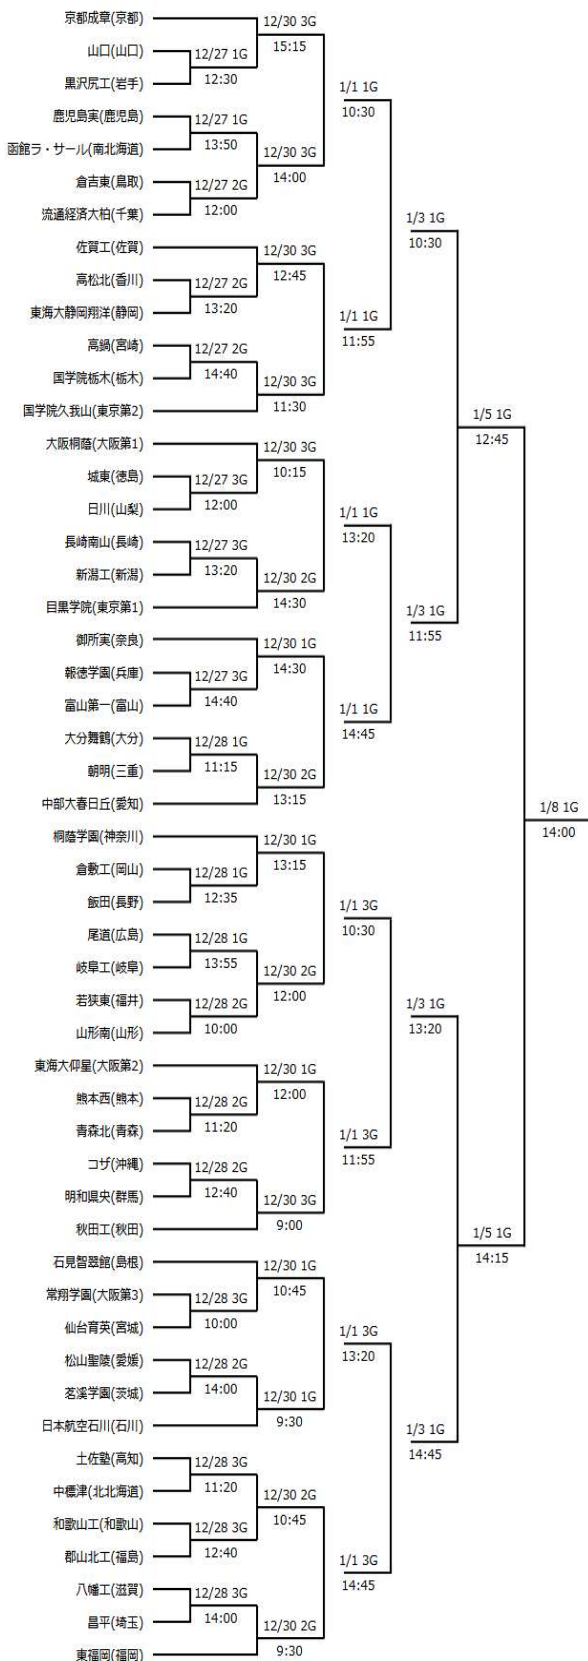 京都成章(京都)
12/30 3G
15:15
山口(山口)
12/27 1G
12:30
黒沢尻工(岩手)
1/1 1G
10:30
鹿児島実(鹿児島)
12/27 1G
13:50
函館ラ・サール(南北海道)
12/30 3G
14:00
倉吉東(鳥取)
12/27 2G
12:00
流通経済大柏(千葉)
1/3 1G
10:30
佐賀工(佐賀)
12/30 3G
12:45
高松北(香川)
12/27 2G
13:20
東海大静岡翔洋(静岡)
1/1 1G
11:55
高鍋(宮崎)
12/27 2G
14:40
国学院栃木(栃木)
12/30 3G
11:30
国学院久我山(東京第2)
1/5 1G
12:45
大阪桐蔭(大阪第1)
12/30 3G
10:15
城東(徳島)
12/27 3G
12:00
日川(山梨)
1/1 1G
13:20
長崎南山(長崎)
12/27 3G
13:20
新潟工(新潟)
12/30 2G
14:30
目黒学院(東京第1)
1/3 1G
11:55
御所実(奈良)
12/30 1G
14:30
報徳学園(兵庫)
12/27 3G
14:40
富山第一(富山)
1/1 1G
14:45
大分舞鶴(大分)
12/28 1G
11:15
朝明(三重)
12/30 2G
13:15
中部大春日丘(愛知)
1/8 1G
14:00
桐蔭学園(神奈川)
12/30 1G
13:15
倉敷工(岡山)
12/28 1G
12:35
飯田(長野)
1/1 3G
10:30
尾道(広島)
12/28 1G
13:55
岐阜工(岐阜)
12/30 2G
12:00
若狭東(福井)
12/28 2G
10:00
山形南(山形)
1/3 1G
13:20
東海大仰星(大阪第2)
12/30 1G
12:00
熊本西(熊本)
12/28 2G
11:20
青森北(青森)
1/1 3G
11:55
コザ(沖縄)
12/28 2G
12:40
明和県央(群馬)
12/30 3G
9:00
秋田工(秋田)
1/5 1G
14:15
石見智翠館(島根)
12/30 1G
10:45
常翔学園(大阪第3)
12/28 3G
10:00
仙台育英(宮城)
1/1 3G
13:20
松山聖陵(愛媛)
12/28 2G
14:00
茗溪学園(茨城)
12/30 1G
9:30
日本航空石川(石川)
1/3 1G
14:45
土佐塾(高知)
12/28 3G
11:20
中標津(北北海道)
12/30 2G
10:45
和歌山工(和歌山)
12/28 3G
12:40
郡山北工(福島)
1/1 3G
14:45
八幡工(滋賀)
12/28 3G
14:00
昌平(埼玉)
12/30 2G
9:30
東福岡(福岡)